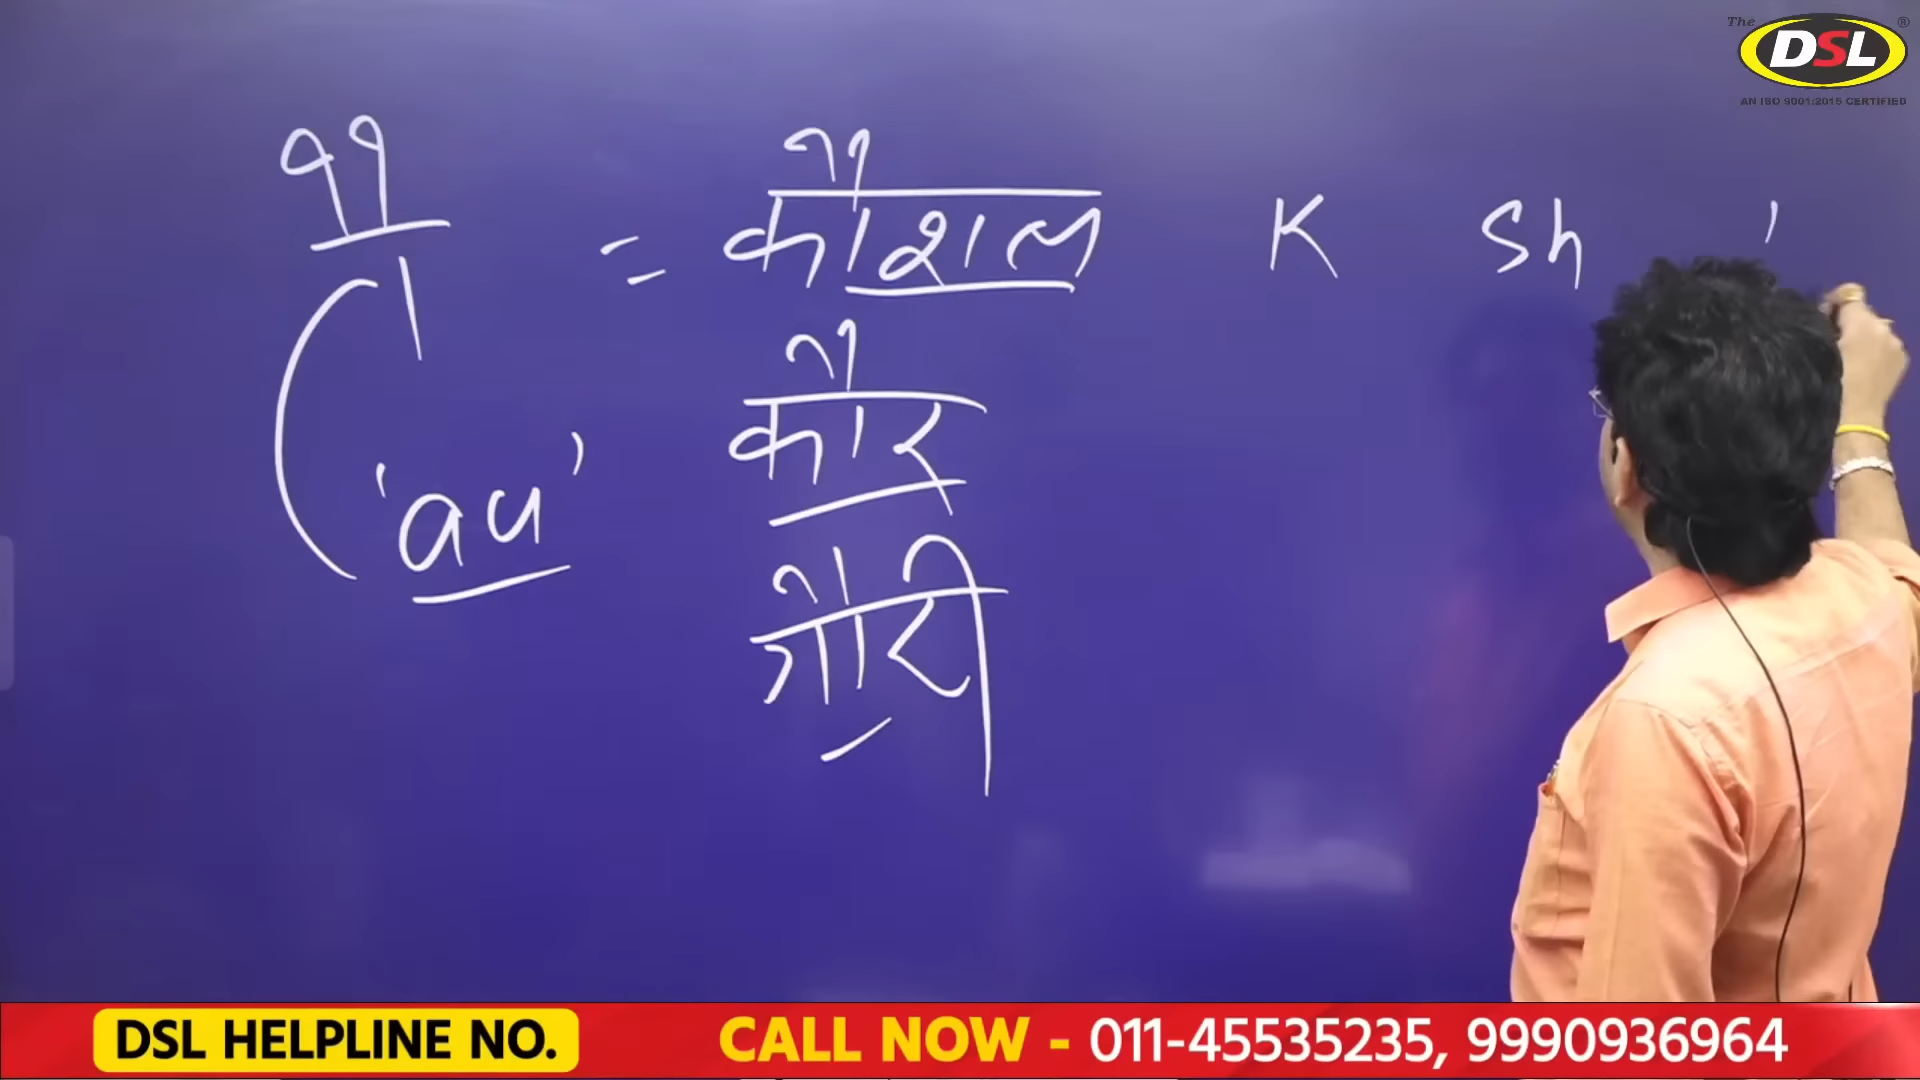 The DSL ®
AN ISO 9001:2015 CERTIFIED
ौ = कौशल K Sh
'au' कौर
गौरी
DSL HELPLINE NO. CALL NOW - 011-45535235, 9990936964